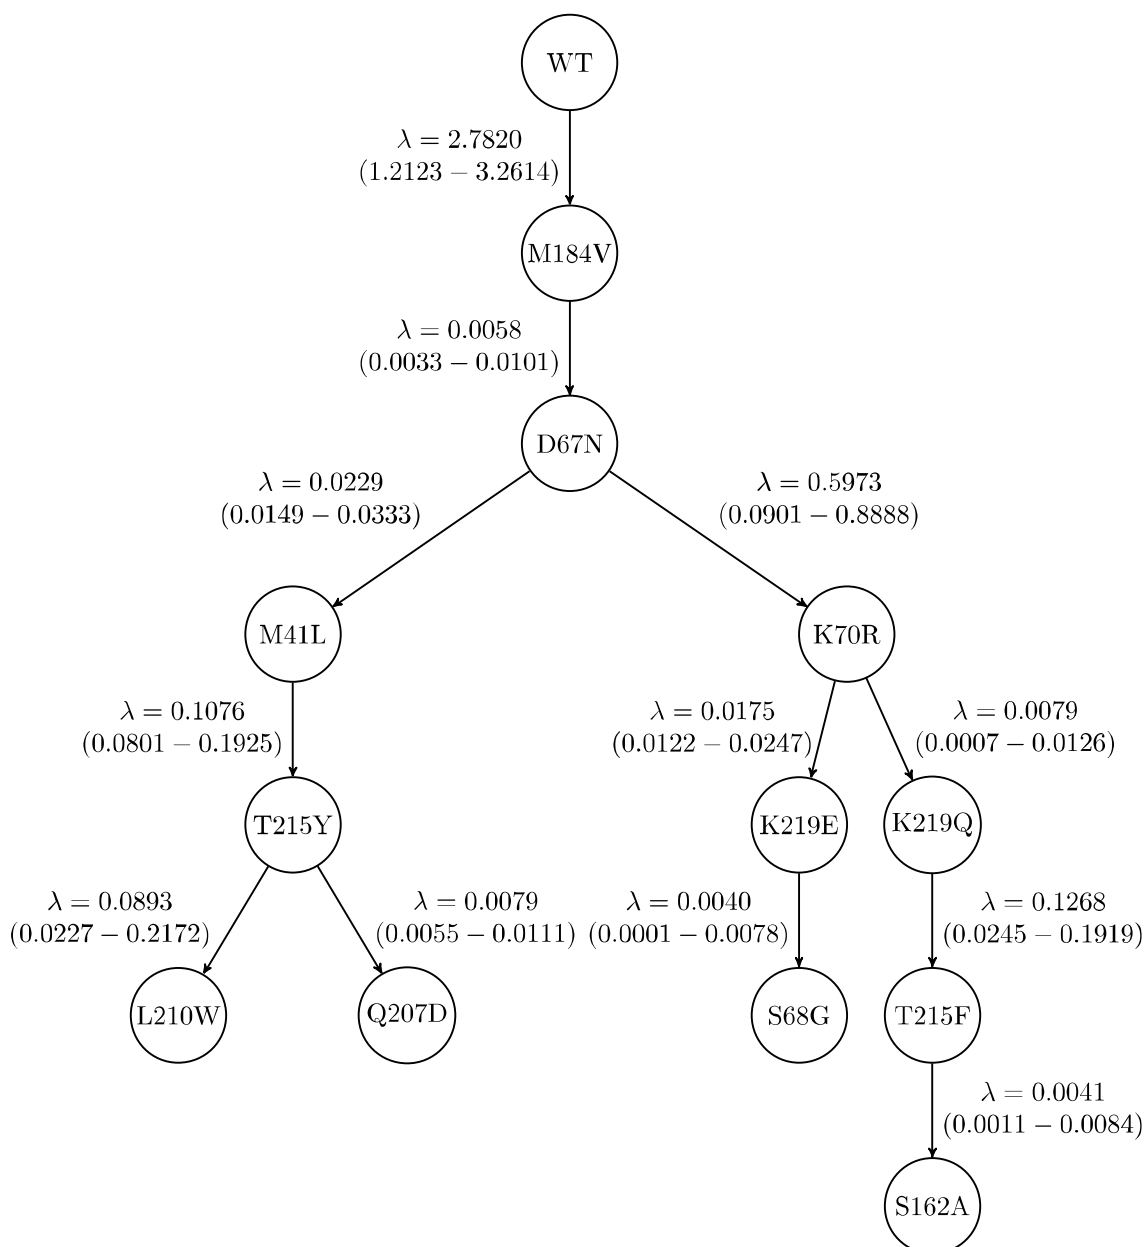 WT
λ = 2.7820
(1.2123 − 3.2614)
M184V
λ = 0.0058
(0.0033 − 0.0101)
D67N
λ = 0.0229
(0.0149 − 0.0333)
λ = 0.5973
(0.0901 − 0.8888)
M41L
K70R
λ = 0.1076
(0.0801 − 0.1925)
λ = 0.0175
(0.0122 − 0.0247)
λ = 0.0079
(0.0007 − 0.0126)
T215Y
K219E
K219Q
λ = 0.0893
(0.0227 − 0.2172)
λ = 0.0079
(0.0055 − 0.0111)
λ = 0.0040
(0.0001 − 0.0078)
λ = 0.1268
(0.0245 − 0.1919)
L210W
Q207D
S68G
T215F
λ = 0.0041
(0.0011 − 0.0084)
S162A